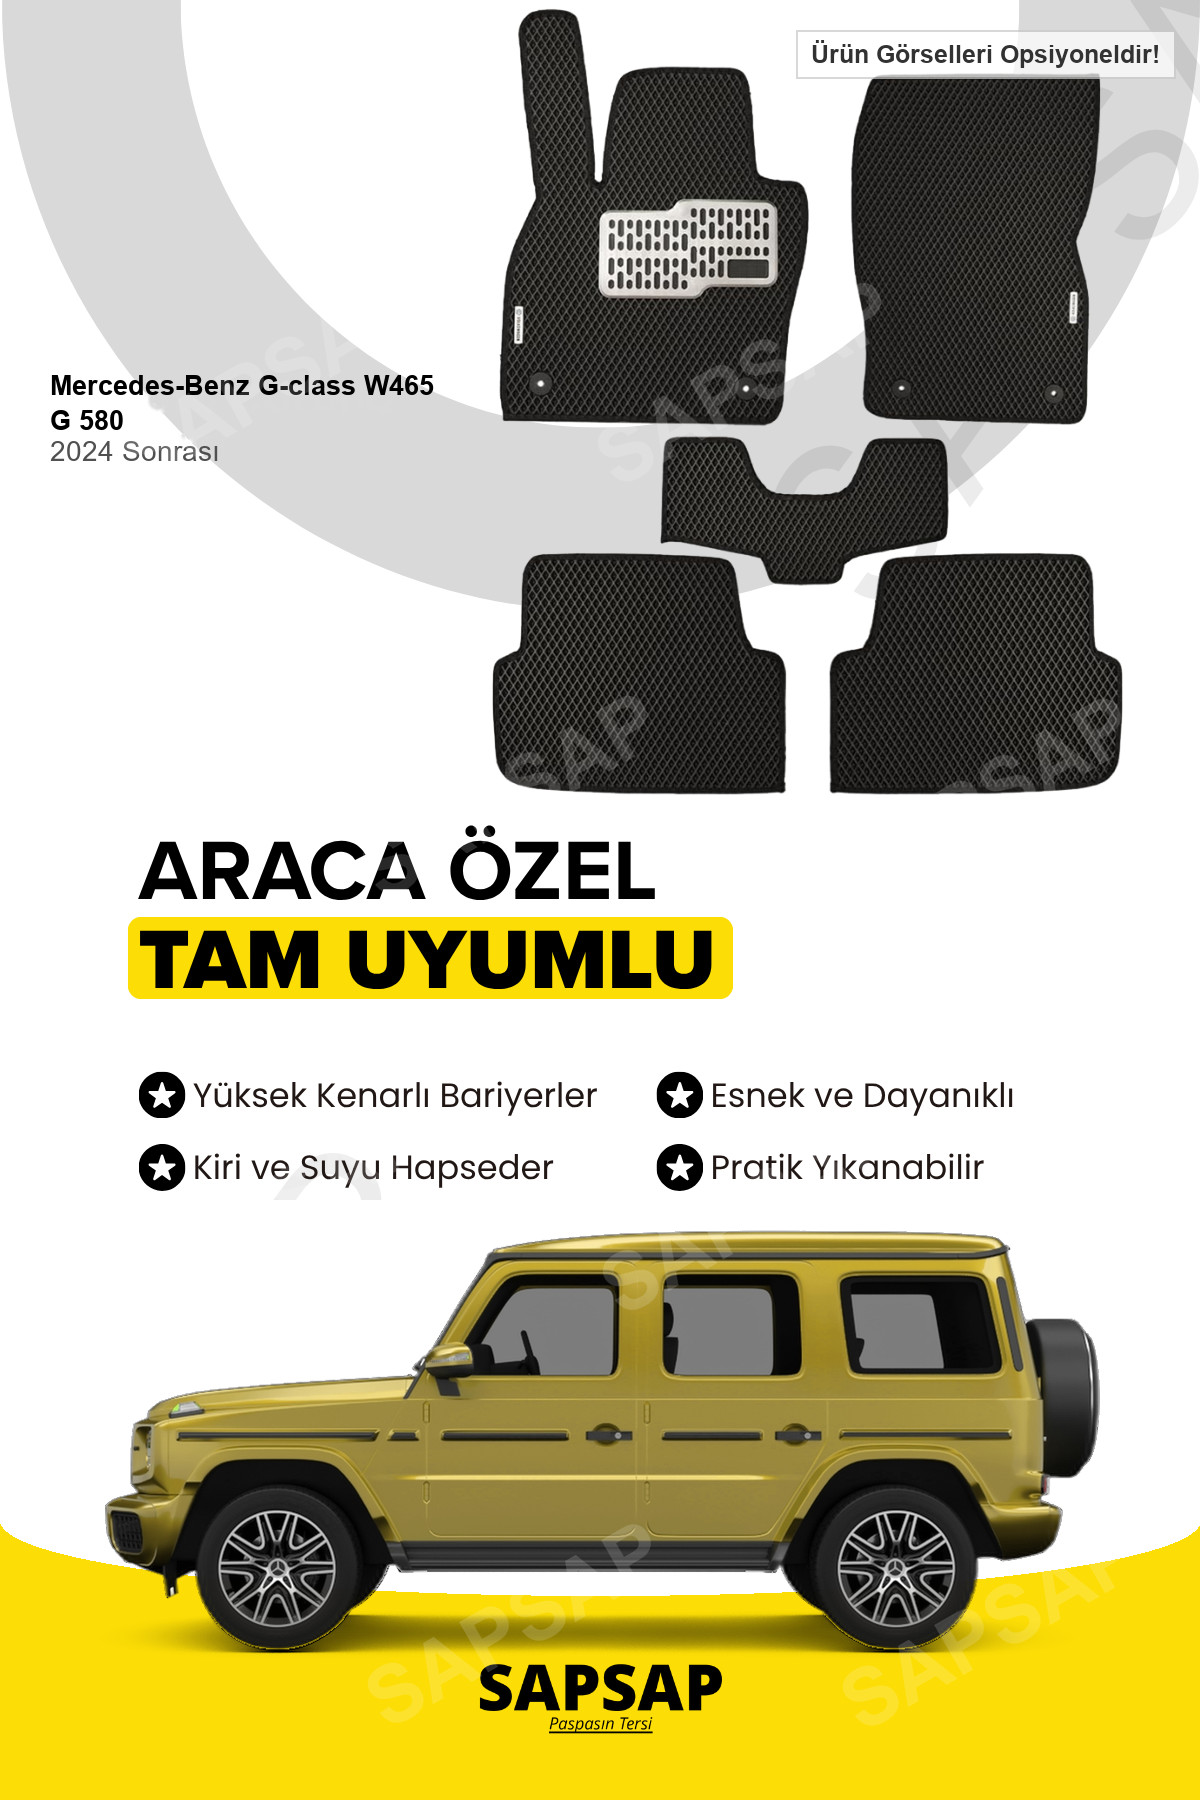 Ürün Görselleri Opsiyoneldir!
Mercedes-Benz G-class W465
G 580
2024 Sonrası
ARACA ÖZEL
TAM UYUMLU
Yüksek Kenarlı Bariyerler
Esnek ve Dayanıklı
Kiri ve Suyu Hapseder
Pratik Yıkanabilir
SAPSAP
Paspasın Tersi